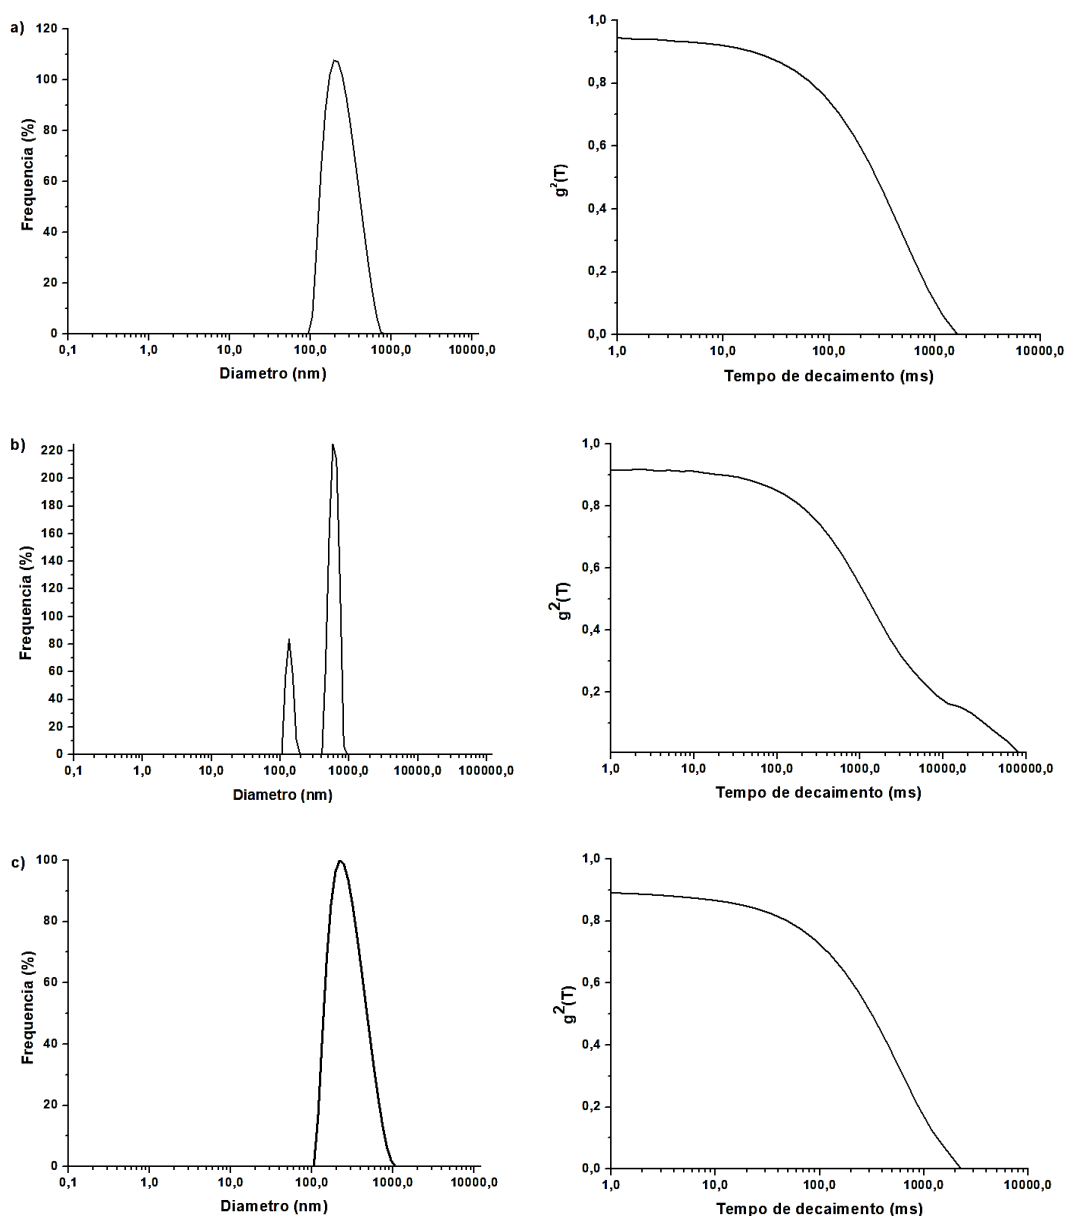 a)
120
100
80
60
40
20
0
Frequencia (%)
0,1 1,0 10,0 100,0 1000,0 10000,0
Diametro (nm)
1,0
0,8
0,6
0,4
0,2
0,0
g²(T)
1,0 10,0 100,0 1000,0 10000,0
Tempo de decaimento (ms)
b)
220
200
180
160
140
120
100
80
60
40
20
0
Frequencia (%)
0,1 1,0 10,0 100,0 1000,0 10000,0 100000,0
Diametro (nm)
1,0
0,8
0,6
0,4
0,2
g²(T)
1,0 10,0 100,0 1000,0 10000,0 100000,0
Tempo de decaimento (ms)
c)
100
80
60
40
20
0
Frequencia (%)
0,1 1,0 10,0 100,0 1000,0 10000,0
Diametro (nm)
1,0
0,8
0,6
0,4
0,2
0,0
g²(T)
1,0 10,0 100,0 1000,0 10000,0
Tempo de decaimento (ms)